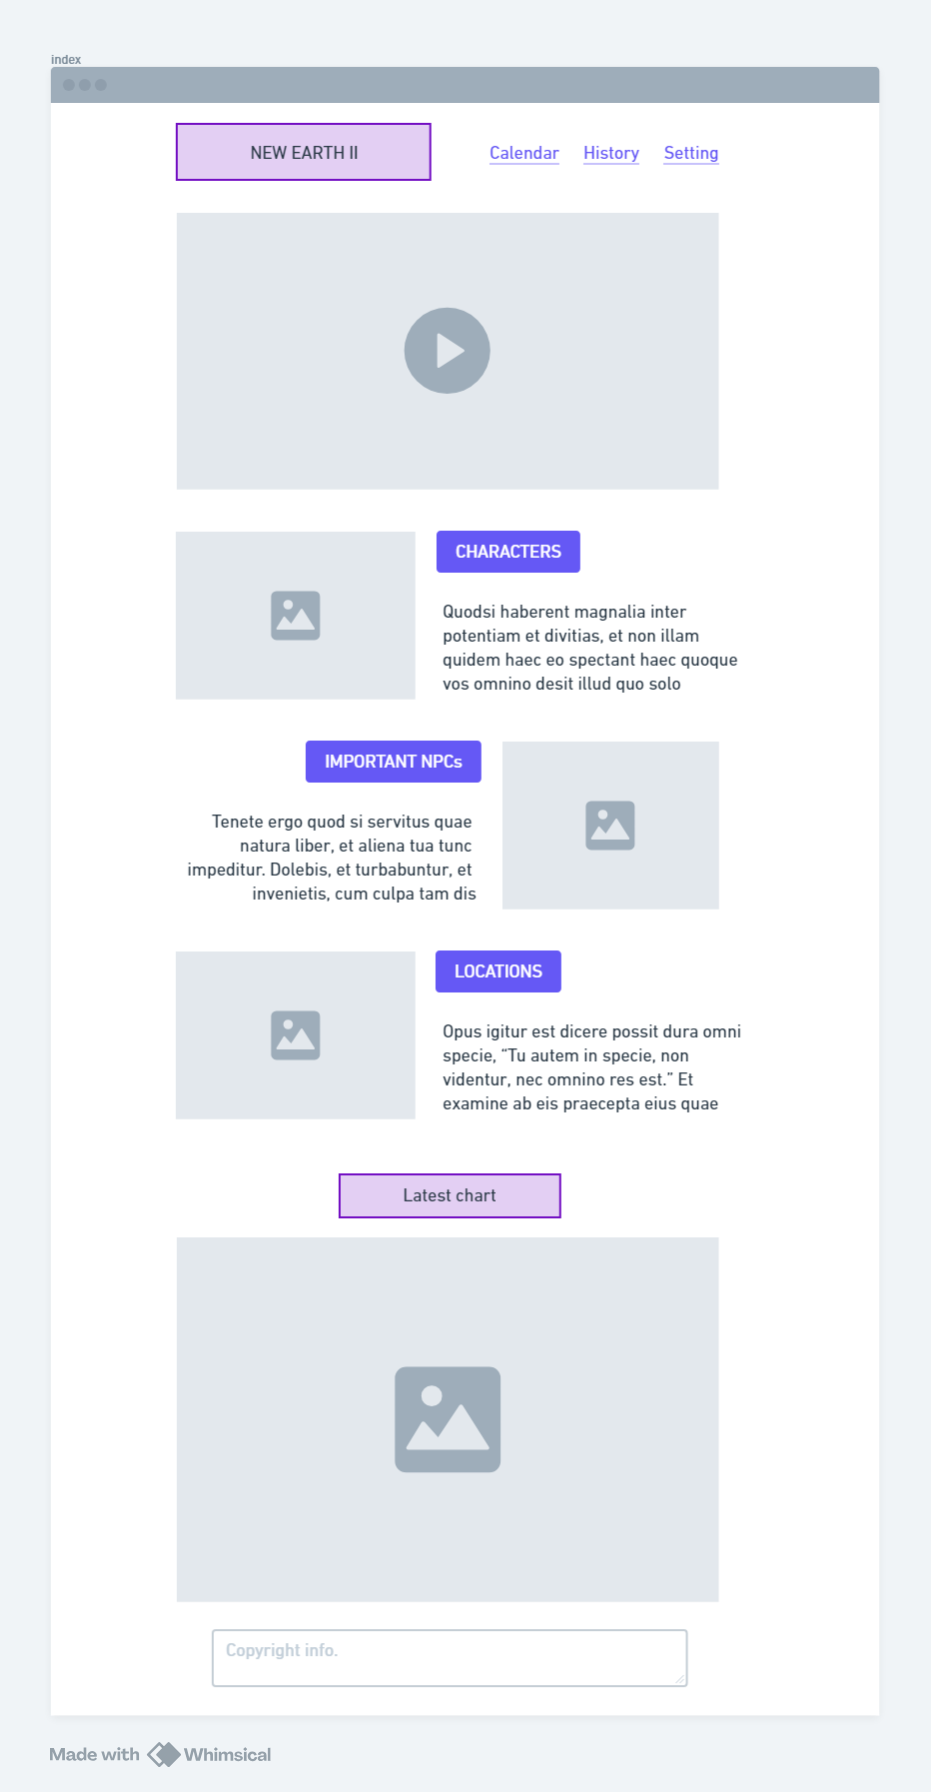 index
NEW EARTH II
Calendar History Setting
CHARACTERS
Quodsi haberent magnalia inter
potentiam et divitias, et non illam
quidem haec eo spectant haec quoque
vos omnino desit illud quo solo
IMPORTANT NPCs
Tenete ergo quod si servitus quae
natura liber, et aliena tua tunc
impeditur. Dolebis, et turbabuntur, et
invenietis, cum culpa tam dis
LOCATIONS
Opus igitur est dicere possit dura omni
specie, “Tu autem in specie, non
videntur, nec omnino res est.” Et
examine ab eis praecepta eius quae
Latest chart
Copyright info.
Made with Whimsical